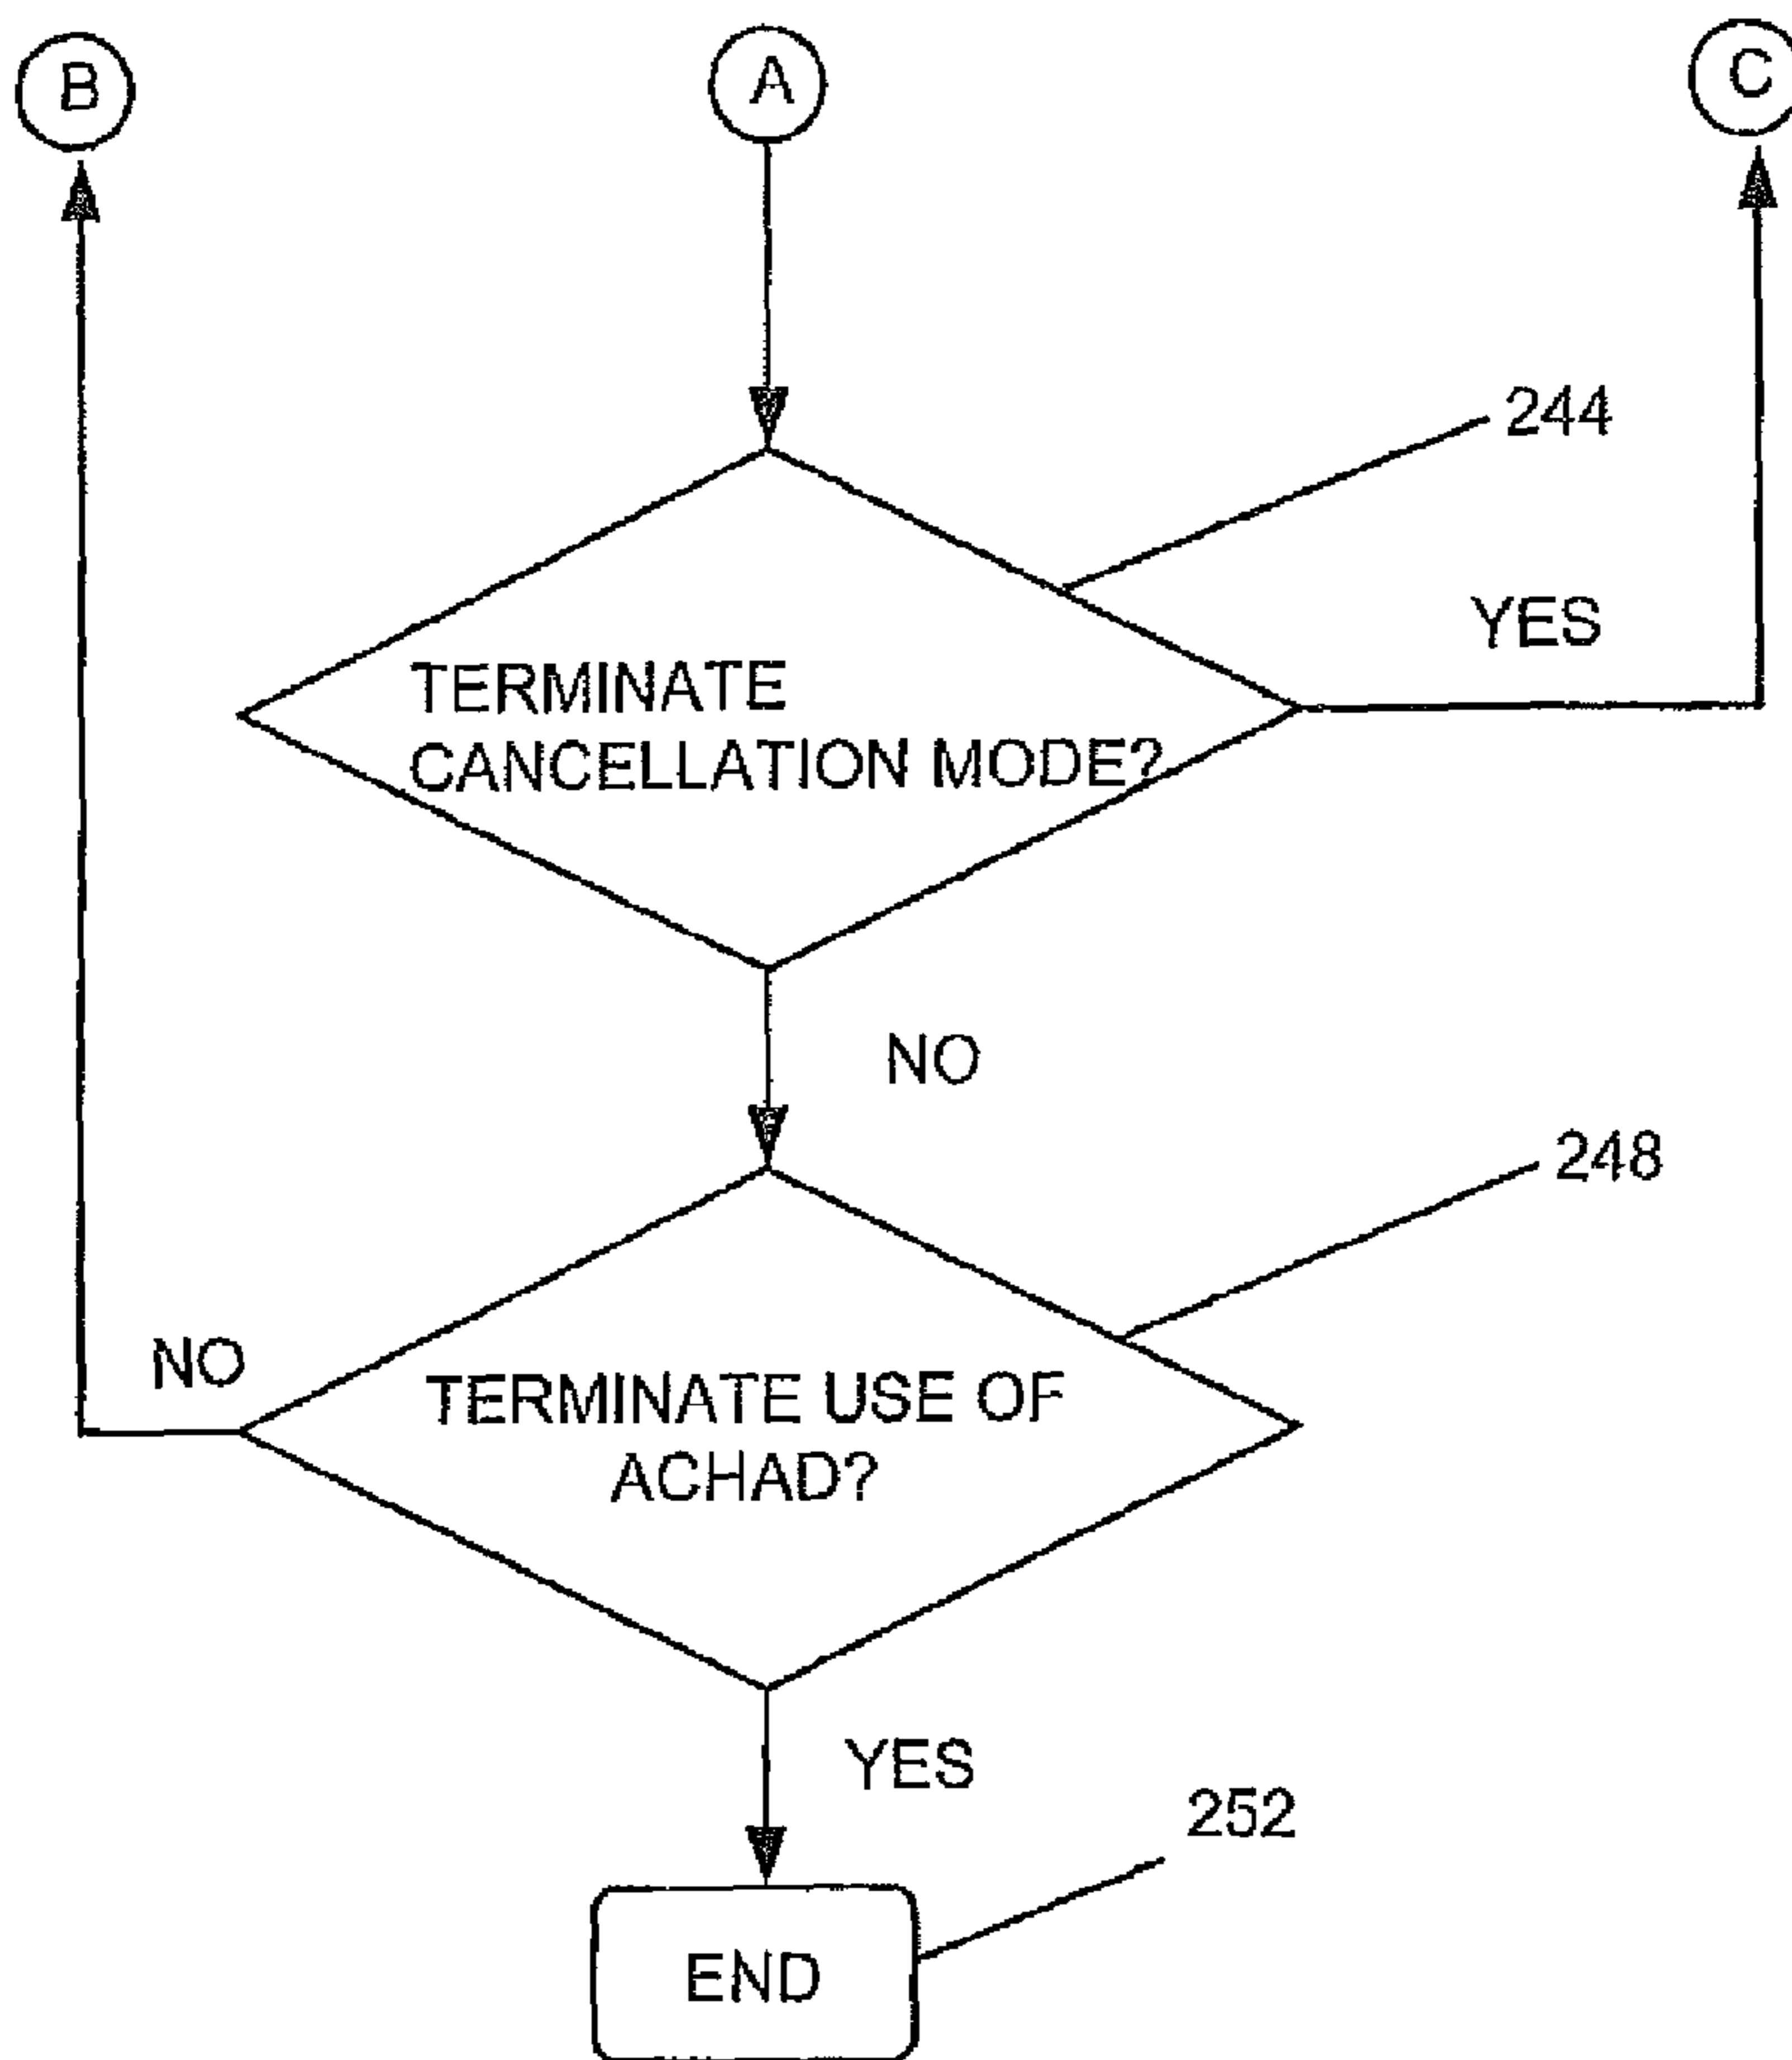 B
A
C
244
YES
TERMINATE
CANCELLATION MODE?
NO
248
NO
TERMINATE USE OF
ACHAD?
YES
252
END